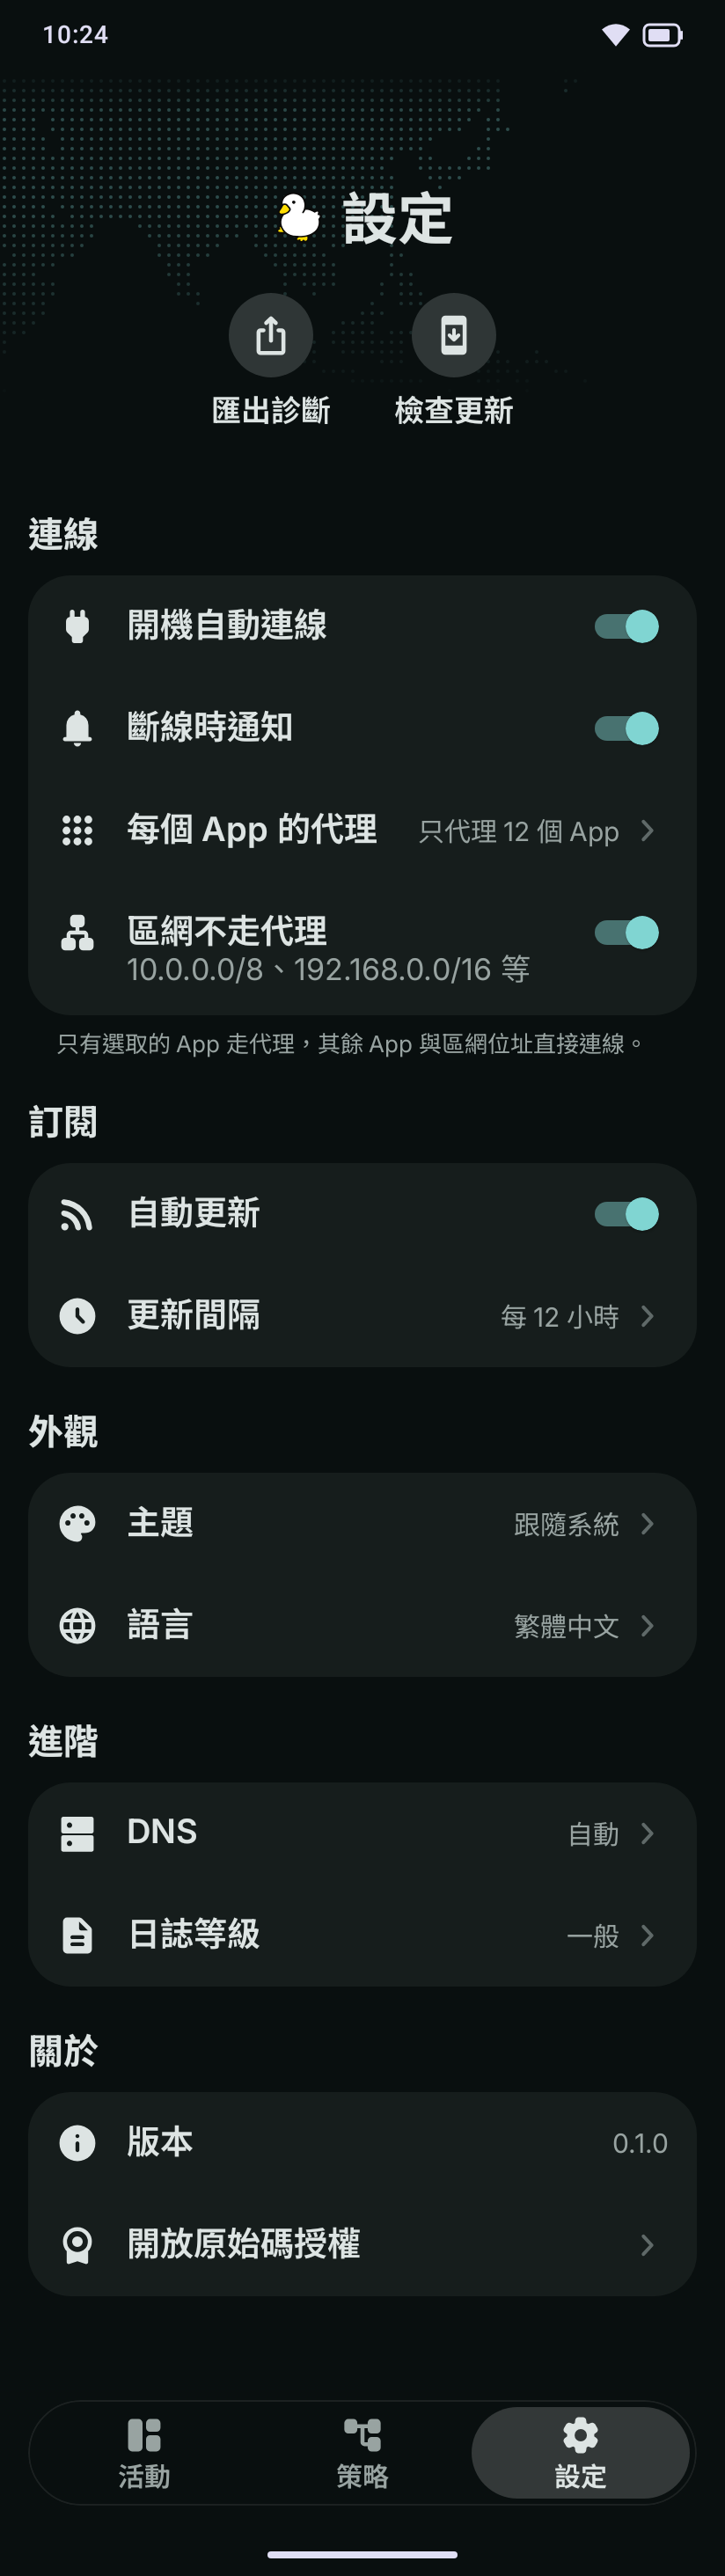 10:24
設定
匯出診斷
檢查更新
連線
開機自動連線
斷線時通知
每個 App 的代理
只代理 12 個 App
區網不走代理
10.0.0.0/8、192.168.0.0/16 等
只有選取的 App 走代理，其餘 App 與區網位址直接連線。
訂閱
自動更新
更新間隔
每 12 小時
外觀
主題
跟隨系統
語言
繁體中文
進階
DNS
自動
日誌等級
一般
關於
版本
0.1.0
開放原始碼授權
活動
策略
設定